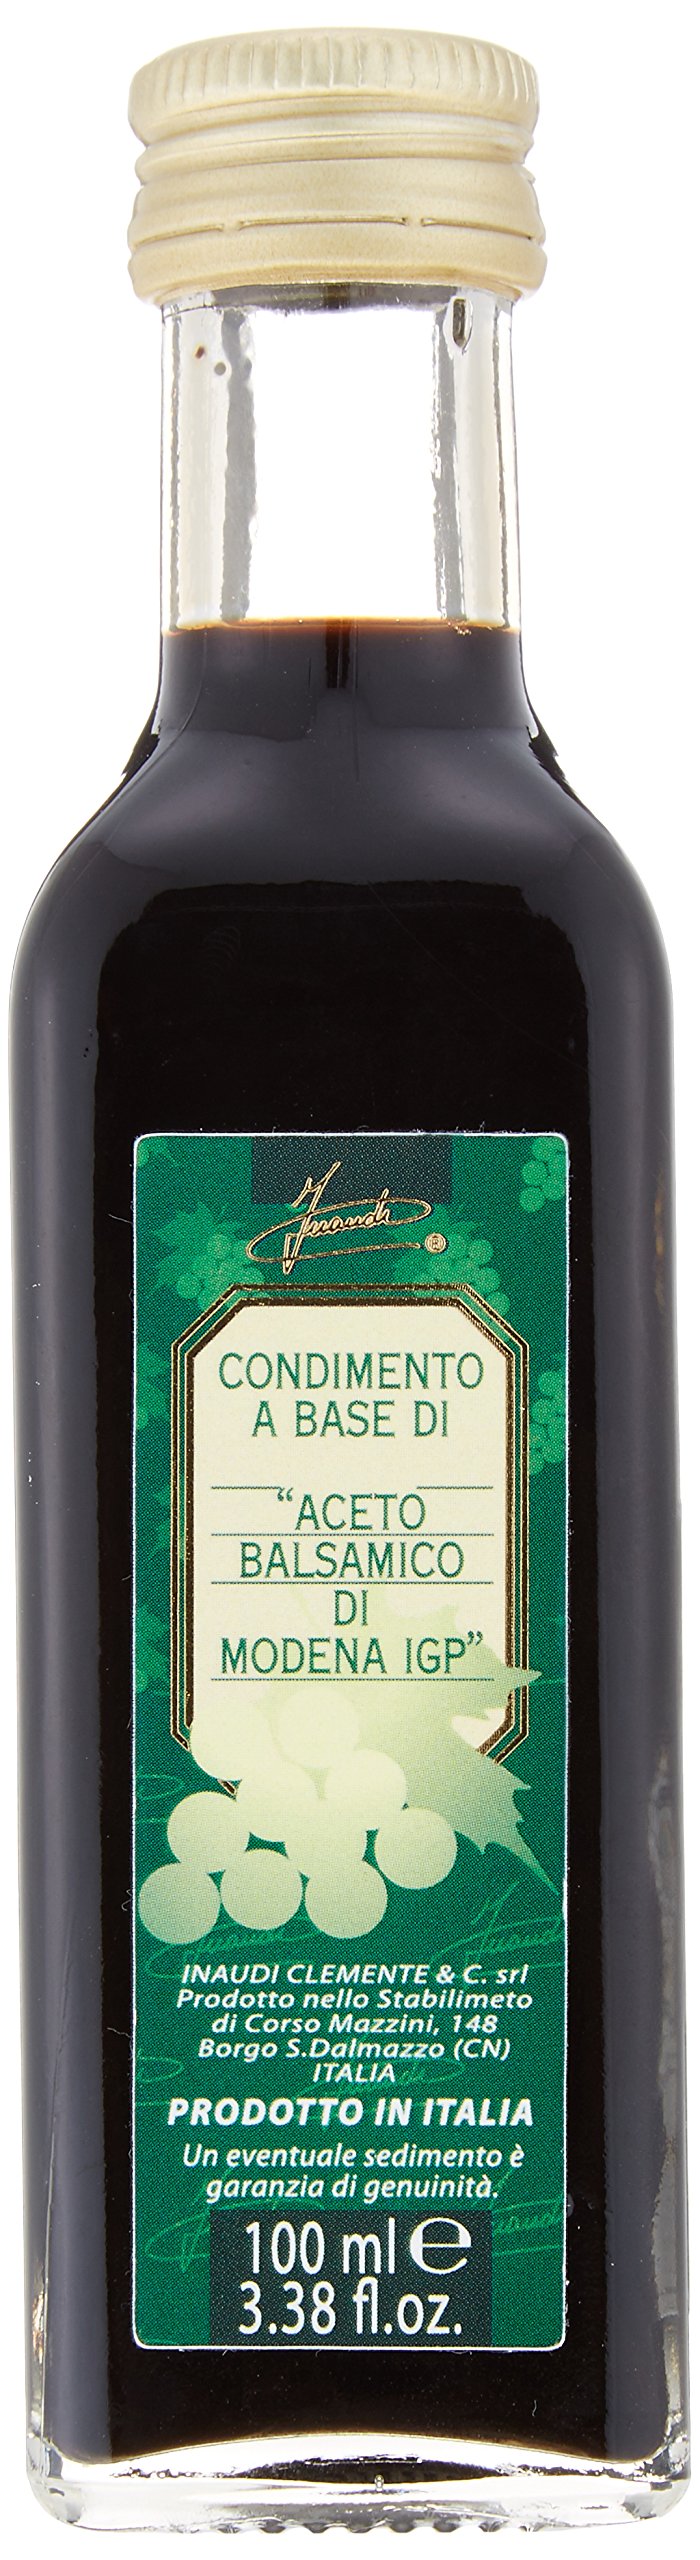 Inaudi ®
CONDIMENTO
A BASE DI
“ACETO
BALSAMICO
DI
MODENA IGP”
INAUDI CLEMENTE & C. srl
Prodotto nello Stabilimeto
di Corso Mazzini, 148
Borgo S.Dalmazzo (CN)
ITALIA
PRODOTTO IN ITALIA
Un eventuale sedimento è
garanzia di genuinità.
100 ml e
3.38 fl.oz.